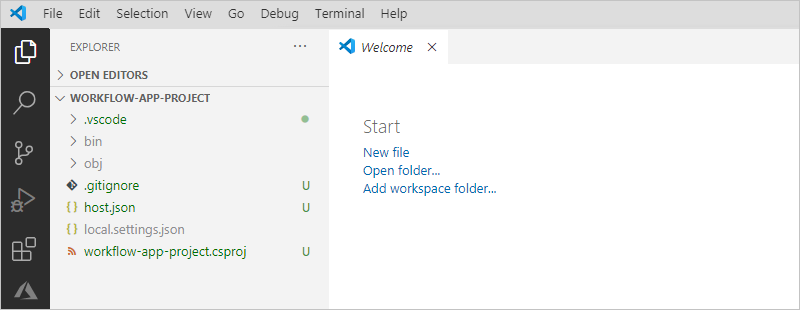 File Edit Selection View Go Debug Terminal Help
EXPLORER ...
Welcome
OPEN EDITORS
WORKFLOW-APP-PROJECT
.vscode
bin
obj
.gitignore U
host.json U
local.settings.json
workflow-app-project.csproj U
Start
New file
Open folder...
Add workspace folder...